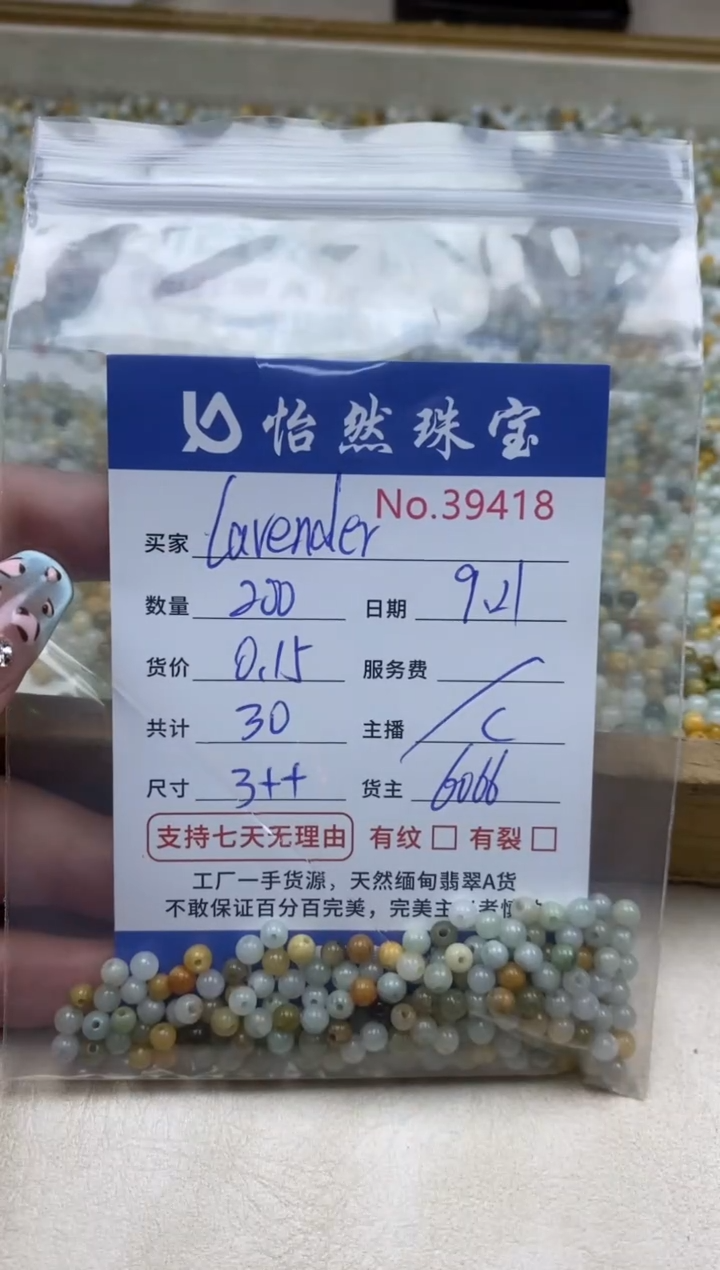 怡然珠宝
No.39418
买家 Lavender
数量 200 日期 9.21
货价 0.15 服务费 /
共计 30 主播 C
尺寸 3++ 货主 6066
支持七天无理由 有纹 □ 有裂 □
工厂一手货源，天然缅甸翡翠A货
不敢保证百分百完美，完美主 者慎